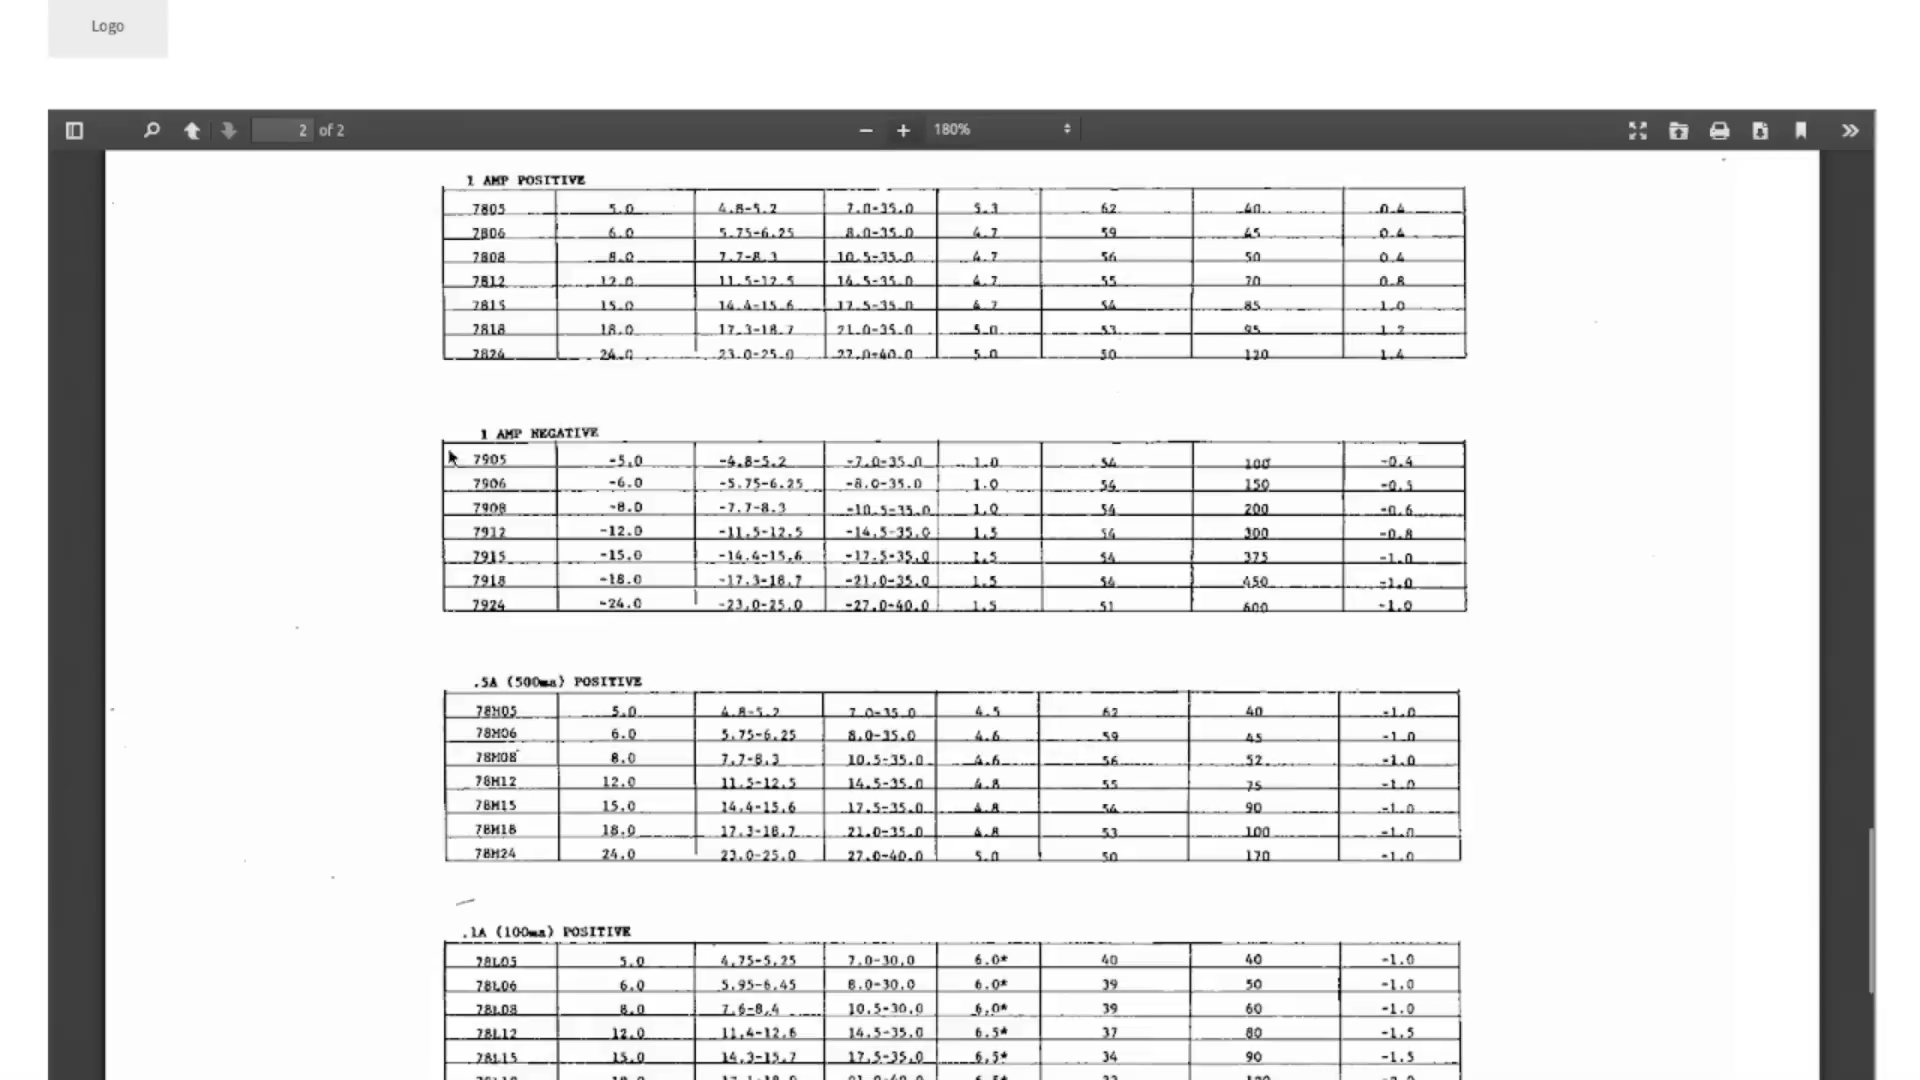 Logo
2 of 2
180%
1 AMP POSITIVE
7805 5.0 4.8-5.2 7.0-35.0 5.3 62 40 0.4
7806 6.0 5.75-6.25 8.0-35.0 4.7 59 45 0.4
7808 8.0 7.7-8.3 10.5-35.0 4.7 56 50 0.4
7812 12.0 11.5-12.5 14.5-35.0 4.7 55 70 0.8
7815 15.0 14.4-15.6 17.5-35.0 4.7 54 85 1.0
7818 18.0 17.3-18.7 21.0-35.0 5.0 53 95 1.2
7824 24.0 23.0-25.0 27.0-40.0 5.0 50 120 1.4
1 AMP NEGATIVE
7905 -5.0 -4.8-5.2 -7.0-35.0 1.0 54 100 -0.4
7906 -6.0 -5.75-6.25 -8.0-35.0 1.0 54 150 -0.5
7908 -8.0 -7.7-8.3 -10.5-35.0 1.0 54 200 -0.6
7912 -12.0 -11.5-12.5 -14.5-35.0 1.5 54 300 -0.8
7915 -15.0 -14.4-15.6 -17.5-35.0 1.5 54 375 -1.0
7918 -18.0 -17.3-18.7 -21.0-35.0 1.5 54 450 -1.0
7924 -24.0 -23.0-25.0 -27.0-40.0 1.5 51 600 -1.0
.5A (500ma) POSITIVE
78M05 5.0 4.8-5.2 7.0-35.0 4.5 62 40 -1.0
78M06 6.0 5.75-6.25 8.0-35.0 4.6 59 45 -1.0
78M08 8.0 7.7-8.3 10.5-35.0 4.6 56 52 -1.0
78M12 12.0 11.5-12.5 14.5-35.0 4.8 55 75 -1.0
78M15 15.0 14.4-15.6 17.5-35.0 4.8 54 90 -1.0
78M18 18.0 17.3-18.7 21.0-35.0 4.8 53 100 -1.0
78M24 24.0 23.0-25.0 27.0-40.0 5.0 50 170 -1.0
.1A (100ma) POSITIVE
78L05 5.0 4.75-5.25 7.0-30.0 6.0* 40 40 -1.0
78L06 6.0 5.95-6.45 8.0-30.0 6.0* 39 50 -1.0
78L08 8.0 7.6-8.4 10.5-30.0 6.0* 39 60 -1.0
78L12 12.0 11.4-12.6 14.5-35.0 6.5* 37 80 -1.5
78L15 15.0 14.3-15.7 17.5-35.0 6.5* 34 90 -1.5